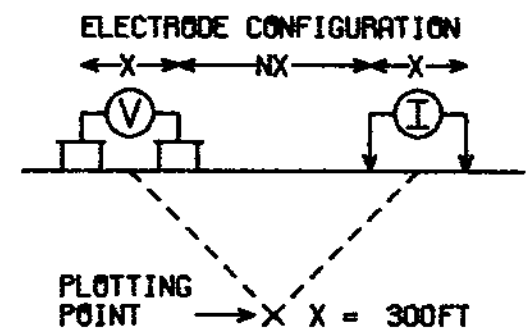 ELECTRODE CONFIGURATION
X NX X
V I
PLOTTING
POINT X X = 300FT